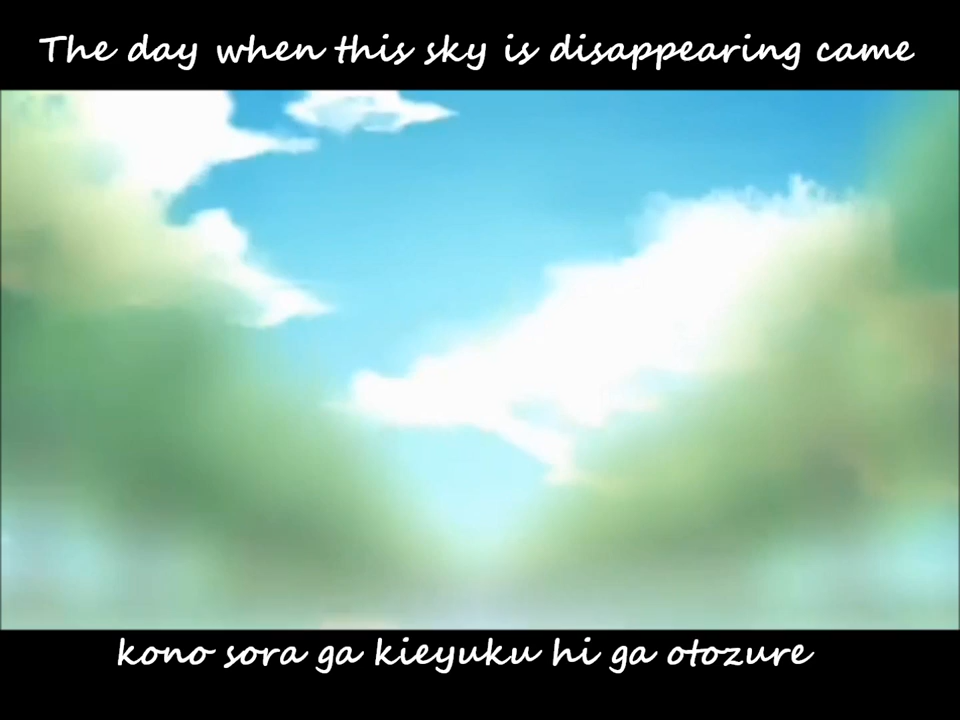 The day when this sky is disappearing came
kono sora ga kieyuku hi ga otozure